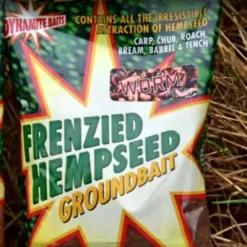 DYNAMITE BAITS
CONTAINS ALL THE IRRESISTIBLE
ATTRACTION OF HEMPSEED
CARP, CHUB, ROACH,
BREAM, BARBEL & TENCH
WORM
FRENZIED
HEMPSEED
GROUNDBAIT